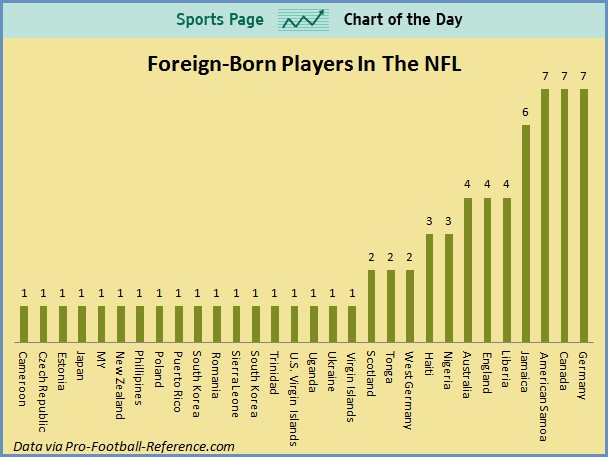 Sports Page
Chart of the Day
Foreign-Born Players In The NFL
1 1 1 1 1 1 1 1 1 1 1 1 1 1 1 1 1 1 2 2 2 3 3 4 4 4 6 7 7 7
Cameroon
Czech Republic
Estonia
Japan
MY
New Zealand
Phillipines
Poland
Puerto Rico
South Korea
Romania
Sierra Leone
South Korea
Trinidad
U.S. Virgin Islands
Uganda
Ukraine
Virgin Islands
Scotland
Tonga
West Germany
Haiti
Nigeria
Australia
England
Liberia
Jamaica
American Samoa
Canada
Germany
Data via Pro-Football-Reference.com